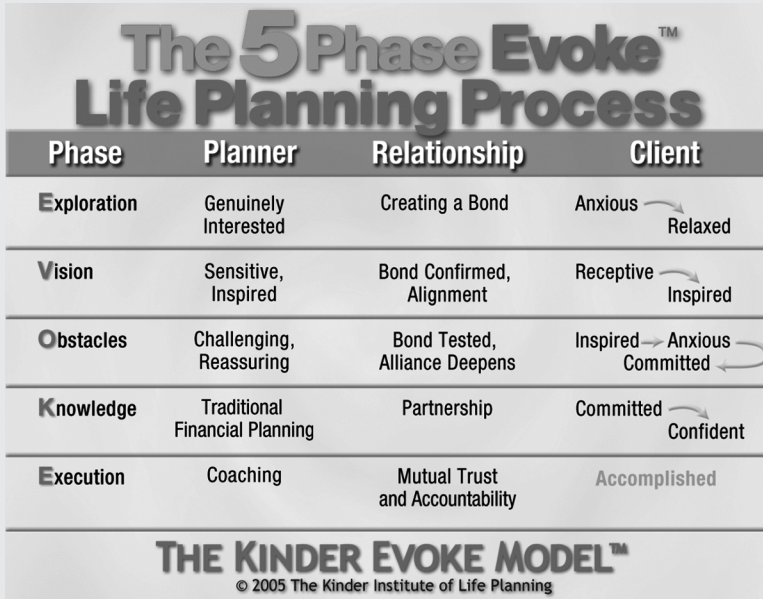 The 5 Phase Evoke™
Life Planning Process
Phase Planner Relationship Client
Exploration Genuinely Interested Creating a Bond Anxious Relaxed
Vision Sensitive, Inspired Bond Confirmed, Alignment Receptive Inspired
Obstacles Challenging, Reassuring Bond Tested, Alliance Deepens Inspired Anxious Committed
Knowledge Traditional Financial Planning Partnership Committed Confident
Execution Coaching Mutual Trust and Accountability Accomplished
THE KINDER EVOKE MODEL™
© 2005 The Kinder Institute of Life Planning